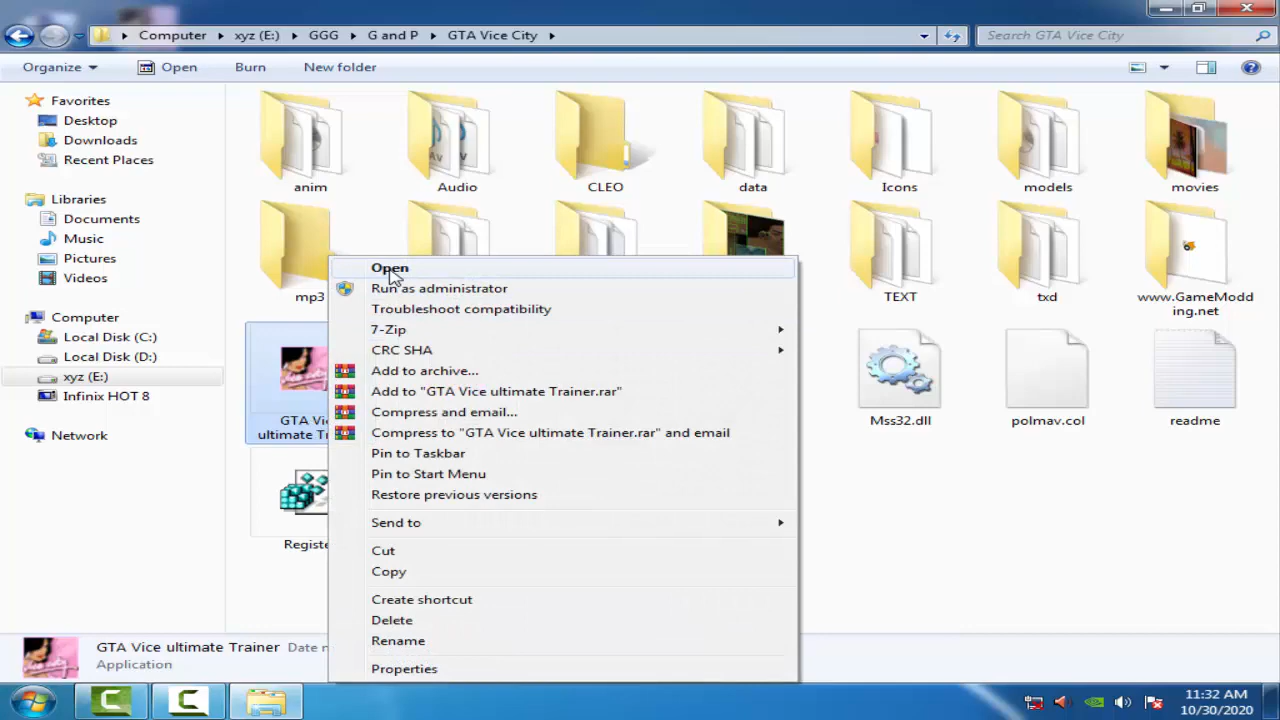 Computer xyz (E:) GGG G and P GTA Vice City
Search GTA Vice City
Organize Open Burn New folder
Favorites
Desktop
Downloads
Recent Places
Libraries
Documents
Music
Pictures
Videos
Computer
Local Disk (C:)
Local Disk (D:)
xyz (E:)
Infinix HOT 8
Network
anim Audio CLEO data Icons models movies
mp3 TEXT txd www.GameModd
ing.net
GTA Vi
ultimate Tr
Mss32.dll polmav.col readme
Registe
Open
Run as administrator
Troubleshoot compatibility
7-Zip
CRC SHA
Add to archive...
Add to "GTA Vice ultimate Trainer.rar"
Compress and email...
Compress to "GTA Vice ultimate Trainer.rar" and email
Pin to Taskbar
Pin to Start Menu
Restore previous versions
Send to
Cut
Copy
Create shortcut
Delete
Rename
Properties
GTA Vice ultimate Trainer Date
Application
11:32 AM
10/30/2020